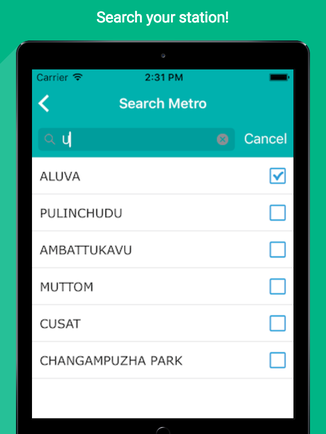 Search your station!
Carrier 2:31 PM
Search Metro
U Cancel
ALUVA
PULINCHUDU
AMBATTUKAVU
MUTTOM
CUSAT
CHANGAMPUZHA PARK